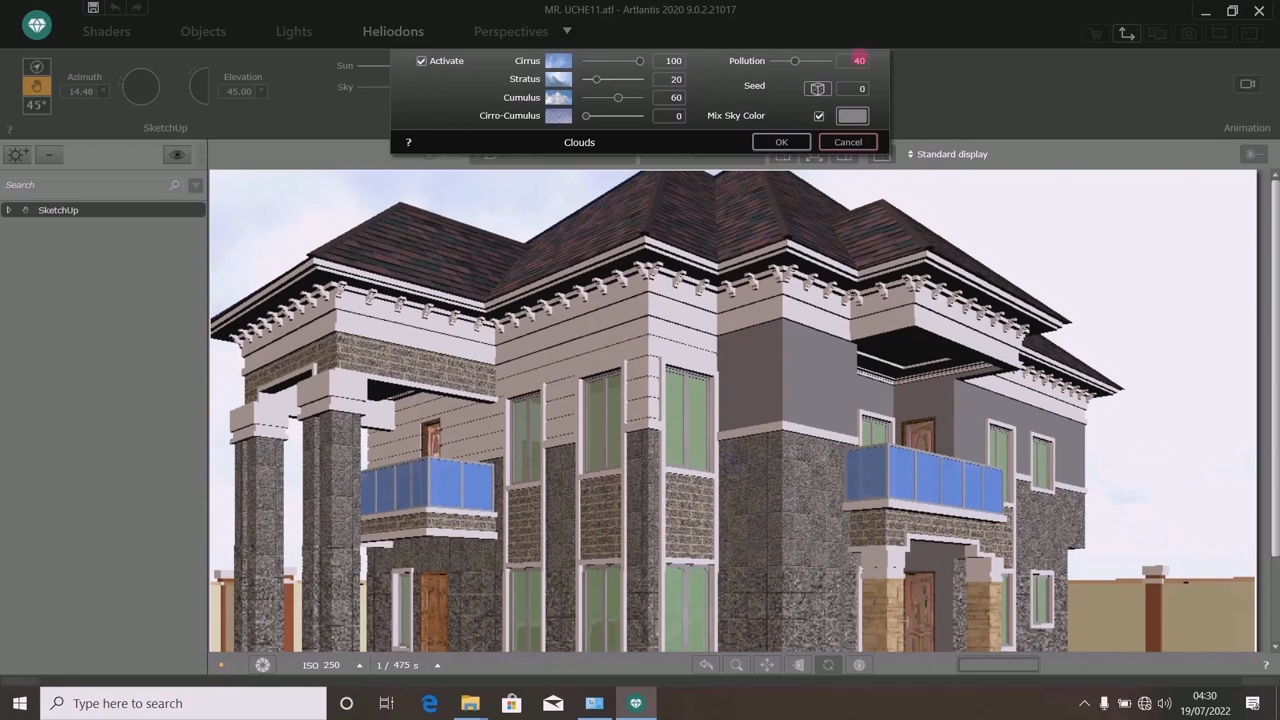 MR. UCHE11.atl - Artlantis 2020 9.0.2.21017
Shaders
Objects
Lights
Heliodons
Perspectives
Azimuth
14.48
45°
Elevation
45.00
Sun
Sky
?
SketchUp
Activate
Cirrus 100
Stratus 20
Cumulus 60
Cirro-Cumulus 0
Pollution 40
Seed 0
Mix Sky Color
? Clouds OK Cancel
Animation
Standard display
Search
SketchUp
ISO 250
1 / 475 s
?
Type here to search
04:30
19/07/2022